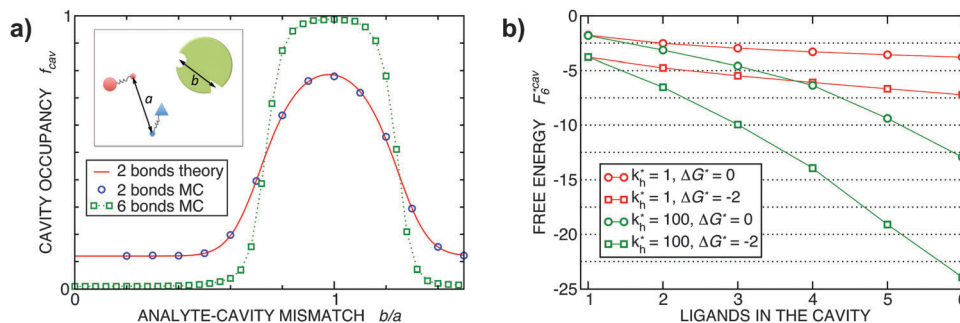 a)
CAVITY OCCUPANCY f_cav
1
0
a
b
2 bonds theory
2 bonds MC
6 bonds MC
0 1
ANALYTE-CAVITY MISMATCH b/a
b)
FREE ENERGY F_6^*cav
0
-5
-10
-15
-20
-25
k_h^* = 1, ΔG* = 0
k_h^* = 1, ΔG* = -2
k_h^* = 100, ΔG* = 0
k_h^* = 100, ΔG* = -2
1 2 3 4 5 6
LIGANDS IN THE CAVITY